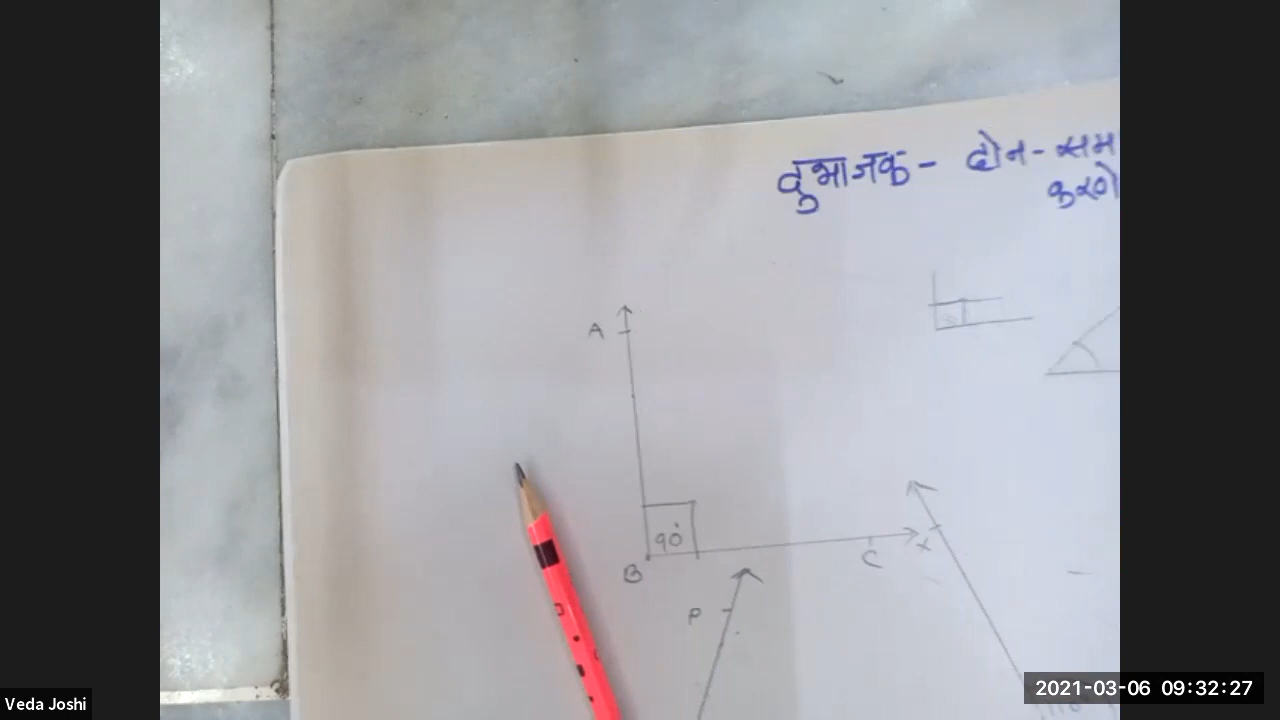 दुभाजक - दोन - सम
करणे
A
90°
B
C
X
P
Veda Joshi
2021-03-06 09:32:27